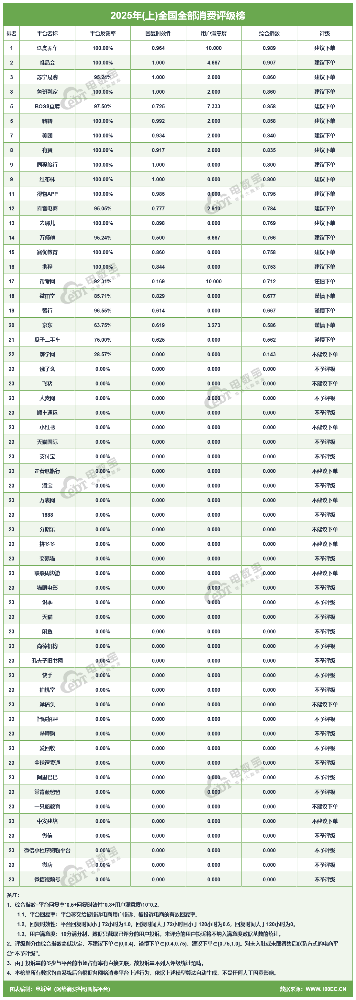 2025年(上)全国全部消费评级榜
排名 平台名称 平台反馈率 回复时效性 用户满意度 综合指数 评级
1 途虎养车 100.00% 0.964 10.000 0.989 建议下单
2 唯品会 100.00% 1.000 4.667 0.907 建议下单
3 苏宁易购 95.24% 1.000 2.000 0.860 建议下单
3 鲁班到家 100.00% 1.000 2.000 0.860 建议下单
5 BOSS直聘 97.50% 0.725 7.333 0.858 建议下单
5 转转 100.00% 0.992 2.000 0.858 建议下单
7 美团 100.00% 0.934 2.000 0.840 建议下单
8 有赞 100.00% 0.917 2.000 0.835 建议下单
9 同程旅行 100.00% 1.000 0.000 0.800 建议下单
9 红布林 100.00% 1.000 0.000 0.800 建议下单
11 得物APP 100.00% 0.985 0.000 0.795 建议下单
12 抖音电商 95.05% 0.777 2.910 0.784 建议下单
13 去哪儿 100.00% 0.898 0.000 0.769 建议下单
14 万师傅 95.24% 0.500 6.667 0.766 建议下单
15 赛优教育 100.00% 0.860 0.000 0.758 建议下单
16 携程 100.00% 0.844 0.000 0.753 建议下单
17 帮考网 92.31% 0.169 10.000 0.712 谨慎下单
18 微拍堂 85.71% 0.829 0.000 0.677 谨慎下单
19 智行 96.55% 0.614 0.000 0.667 谨慎下单
20 京东 63.75% 0.619 3.273 0.586 谨慎下单
21 瓜子二手车 75.00% 0.625 0.000 0.562 谨慎下单
22 嗨学网 28.57% 0.000 0.000 0.143 不建议下单
23 饿了么 0.00% 0.000 0.000 0.000 不予评级
23 飞猪 0.00% 0.000 0.000 0.000 不建议下单
23 大麦网 0.00% 0.000 0.000 0.000 不予评级
23 顺丰速运 0.00% 0.000 0.000 0.000 不予评级
23 小红书 0.00% 0.000 0.000 0.000 不建议下单
23 天猫国际 0.00% 0.000 0.000 0.000 不予评级
23 支付宝 0.00% 0.000 0.000 0.000 不予评级
23 走着瞧旅行 0.00% 0.000 0.000 0.000 不建议下单
23 淘宝 0.00% 0.000 0.000 0.000 不予评级
23 万表网 0.00% 0.000 0.000 0.000 不建议下单
23 1688 0.00% 0.000 0.000 0.000 不予评级
23 分期乐 0.00% 0.000 0.000 0.000 不建议下单
23 拼多多 0.00% 0.000 0.000 0.000 不建议下单
23 交易猫 0.00% 0.000 0.000 0.000 不予评级
23 联联周边游 0.00% 0.000 0.000 0.000 不建议下单
23 猫眼电影 0.00% 0.000 0.000 0.000 不予评级
23 识季 0.00% 0.000 0.000 0.000 不予评级
23 天猫 0.00% 0.000 0.000 0.000 不予评级
23 闲鱼 0.00% 0.000 0.000 0.000 不予评级
23 尚德机构 0.00% 0.000 0.000 0.000 不予评级
23 孔夫子旧书网 0.00% 0.000 0.000 0.000 不予评级
23 快手 0.00% 0.000 0.000 0.000 不予评级
23 拍机堂 0.00% 0.000 0.000 0.000 不予评级
23 洋码头 0.00% 0.000 0.000 0.000 不建议下单
23 智联招聘 0.00% 0.000 0.000 0.000 不予评级
23 哔哩购 0.00% 0.000 0.000 0.000 不予评级
23 爱回收 0.00% 0.000 0.000 0.000 不予评级
23 全球速卖通 0.00% 0.000 0.000 0.000 不予评级
23 阿里巴巴 0.00% 0.000 0.000 0.000 不予评级
23 常青藤爸爸 0.00% 0.000 0.000 0.000 不予评级
23 一只船教育 0.00% 0.000 0.000 0.000 不建议下单
23 中安建培 0.00% 0.000 0.000 0.000 不建议下单
23 微信 0.00% 0.000 0.000 0.000 不予评级
23 微信小程序购物平台 0.00% 0.000 0.000 0.000 不予评级
23 微店 0.00% 0.000 0.000 0.000 不予评级
23 微信视频号 0.00% 0.000 0.000 0.000 不予评级
备注：
1、综合指数=平台回复率*0.5+回复时效性*0.3+用户满意度/10*0.2。
1.1、平台回复率：平台移交给被投诉电商用户投诉，被投诉电商的有效回复率。
1.2、回复时效性：平台回复时间小于72小时为1.0，回复时间大于72小时且小于120小时为0.6，回复时间大于120小时为0。
1.3、用户满意度：10分满分制，数据只截取已评分的用户投诉，未评分的用户投诉将不纳入满意度数据基数的统计。
2、评级划分由综合指数高低决定，不建议下单∈[0,0.4)，谨慎下单∈[0.4,0.75)，建议下单∈[0.75,1.0]。对未入驻或未取得售后联系方式的电商平
台“不予评级”。
3、由于投诉量的多少与平台的市场占有率有直接关联，故投诉量不列入评级统计范畴。
4、本榜单所有数据均由系统后台根据各网络消费平台上述行为，依据上述模型算法自动生成，不受任何人工因素影响。
图表编制：电诉宝（网络消费纠纷调解平台） 数据来源：WWW.100EC.CN